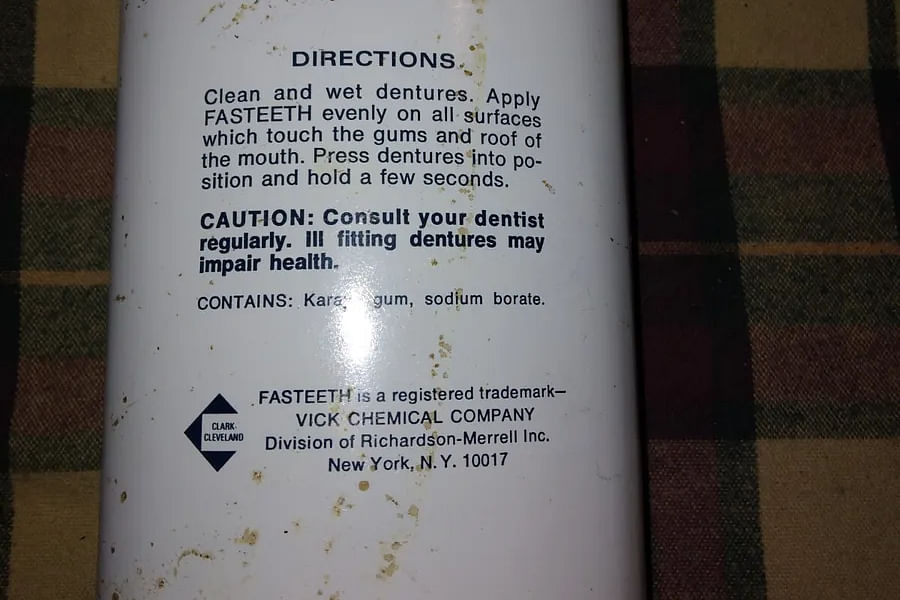 DIRECTIONS
Clean and wet dentures. Apply
FASTEETH evenly on all surfaces
which touch the gums and roof of
the mouth. Press dentures into po-
sition and hold a few seconds.
CAUTION: Consult your dentist
regularly. Ill fitting dentures may
impair health.
CONTAINS: gum, sodium borate.
CLARK-
CLEVELAND
FASTEETH is a registered trademark—
VICK CHEMICAL COMPANY
Division of Richardson-Merrell Inc.
New York, N.Y. 10017